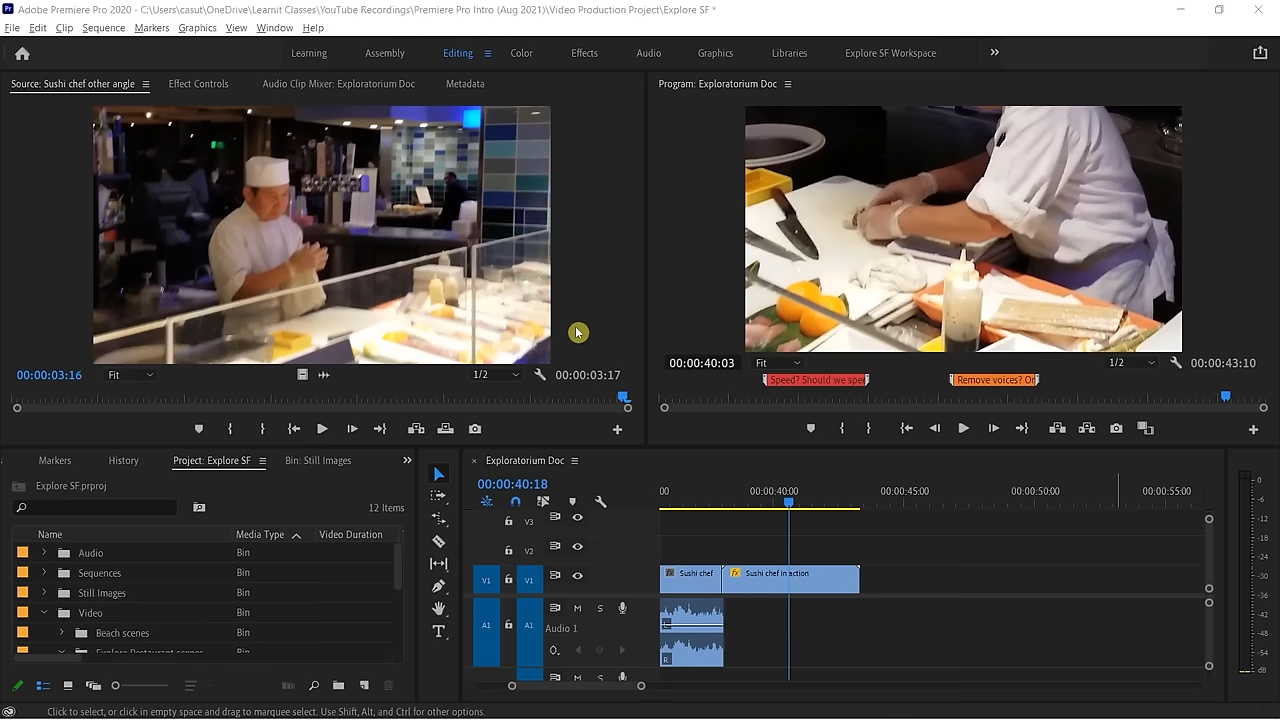 Adobe Premiere Pro 2020 - C:\Users\casut\OneDrive\Learnit Classes\YouTube Recordings\Premiere Pro Intro (Aug 2021)\Video Production Project\Explore SF *
File Edit Clip Sequence Markers Graphics View Window Help
Learning Assembly Editing Color Effects Audio Graphics Libraries Explore SF Workspace
Source: Sushi chef other angle Effect Controls Audio Clip Mixer: Exploratorium Doc Metadata
Program: Exploratorium Doc
00:00:03:16 Fit 1/2 00:00:03:17
00:00:40:03 Fit 1/2 00:00:43:10
Speed? Should we spee
Remove voices? Or
Markers History Project: Explore SF Bin: Still Images
Explore SF.prproj
12 Items
Name Media Type Video Duration
Audio Bin
Sequences Bin
Still Images Bin
Video Bin
Beach scenes Bin
Explore Restaurant scenes
Exploratorium Doc
00:00:40:18
00 00:00:40:00 00:00:45:00 00:00:50:00 00:00:55:00
V3
V2
V1 V1 Sushi chef fx Sushi chef in action
A1 A1 M S
Audio 1
L
R
M S
0
-6
-12
-18
-24
-30
-36
-42
-48
-54
dB
Click to select, or click in empty space and drag to marquee select. Use Shift, Alt, and Ctrl for other options.